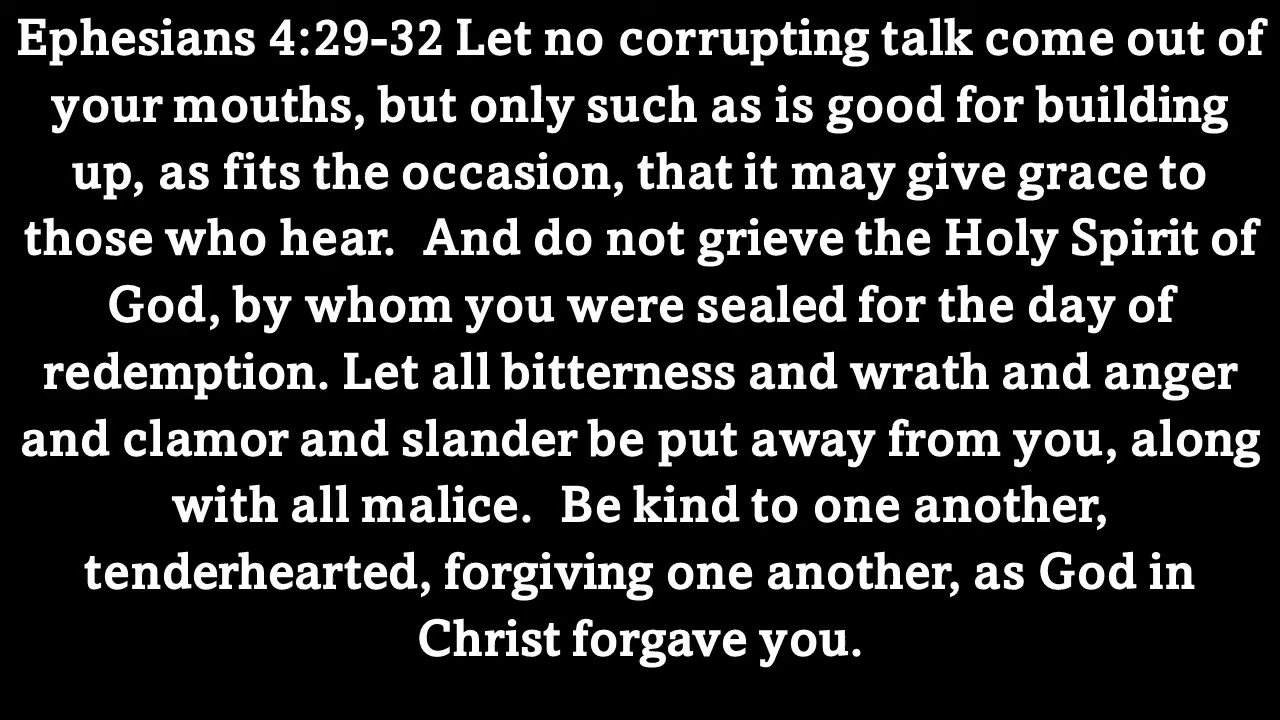 Ephesians 4:29-32 Let no corrupting talk come out of
your mouths, but only such as is good for building
up, as fits the occasion, that it may give grace to
those who hear.  And do not grieve the Holy Spirit of
God, by whom you were sealed for the day of
redemption. Let all bitterness and wrath and anger
and clamor and slander be put away from you, along
with all malice.  Be kind to one another,
tenderhearted, forgiving one another, as God in
Christ forgave you.